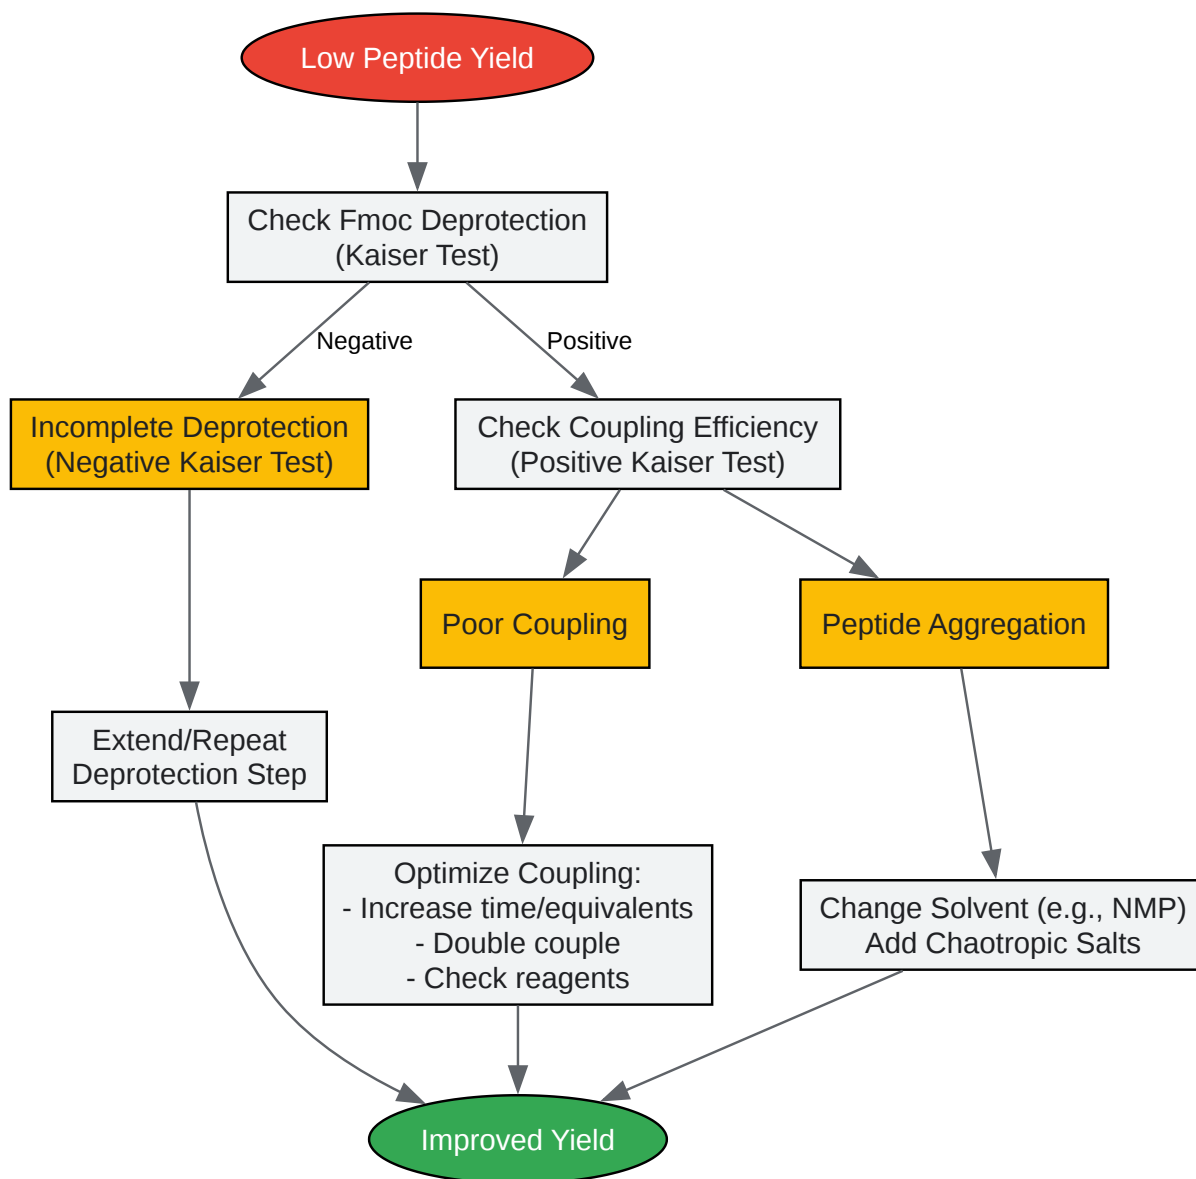 Low Peptide Yield
Check Fmoc Deprotection
(Kaiser Test)
Negative
Positive
Incomplete Deprotection
(Negative Kaiser Test)
Check Coupling Efficiency
(Positive Kaiser Test)
Poor Coupling
Peptide Aggregation
Extend/Repeat
Deprotection Step
Optimize Coupling:
- Increase time/equivalents
- Double couple
- Check reagents
Change Solvent (e.g., NMP)
Add Chaotropic Salts
Improved Yield